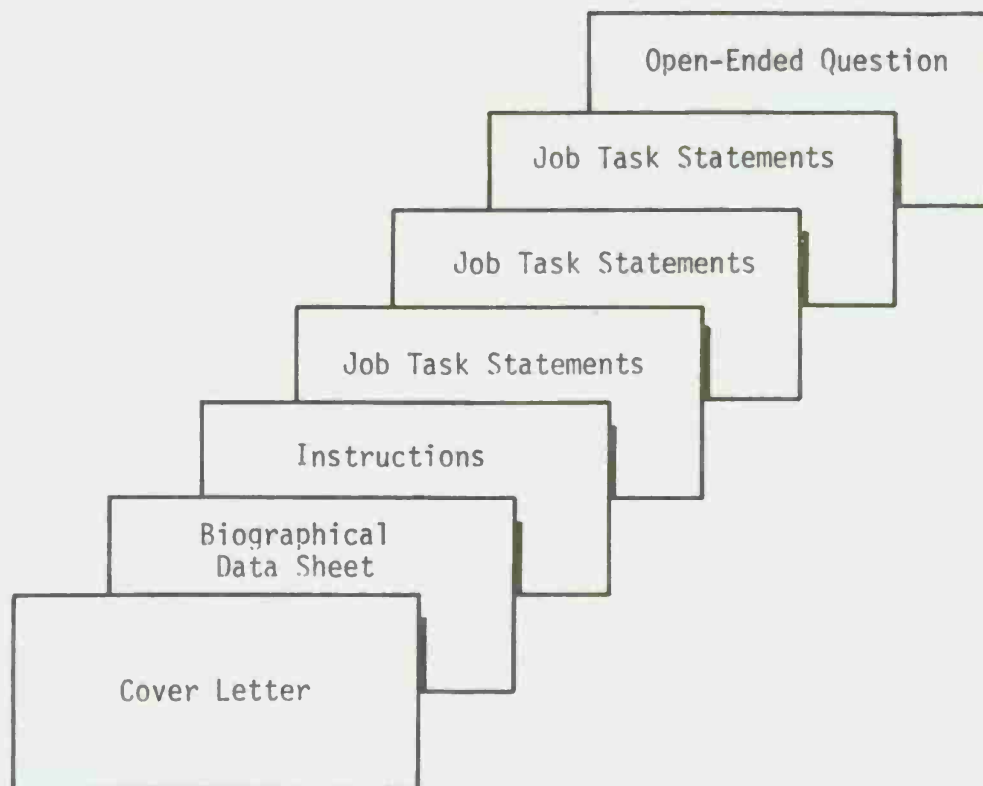 Open-Ended Question
Job Task Statements
Job Task Statements
Job Task Statements
Instructions
Biographical
Data Sheet
Cover Letter